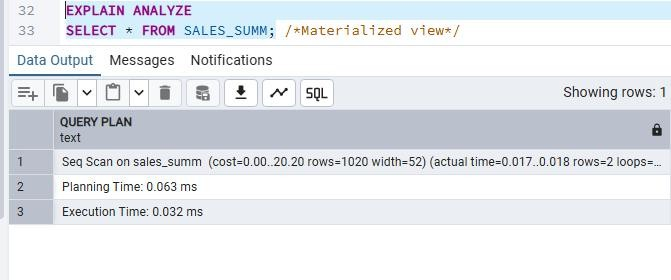 32 EXPLAIN ANALYZE
33 SELECT * FROM SALES_SUMM; /*Materialized view*/
Data Output Messages Notifications
SQL Showing rows: 1
QUERY PLAN
text
1 Seq Scan on sales_summ (cost=0.00..20.20 rows=1020 width=52) (actual time=0.017..0.018 rows=2 loops=...
2 Planning Time: 0.063 ms
3 Execution Time: 0.032 ms